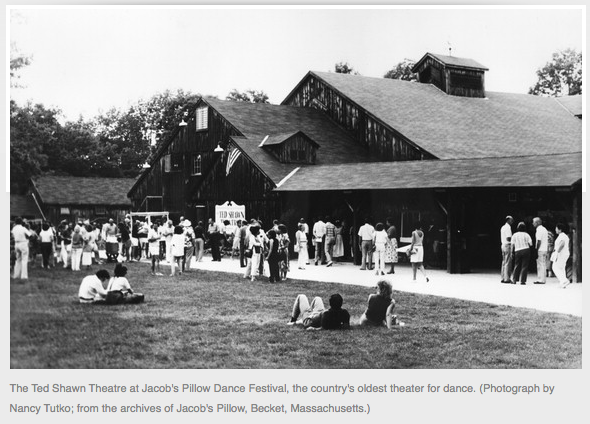 TED SHAWN
The Ted Shawn Theatre at Jacob's Pillow Dance Festival, the country's oldest theater for dance. (Photograph by
Nancy Tutko; from the archives of Jacob's Pillow, Becket, Massachusetts.)